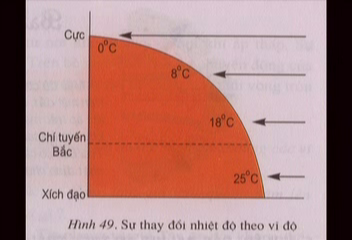 Cực
0°C
8°C
18°C
Chí tuyến
Bắc
25°C
Xích đạo
Hình 49. Sự thay đổi nhiệt độ theo vĩ độ